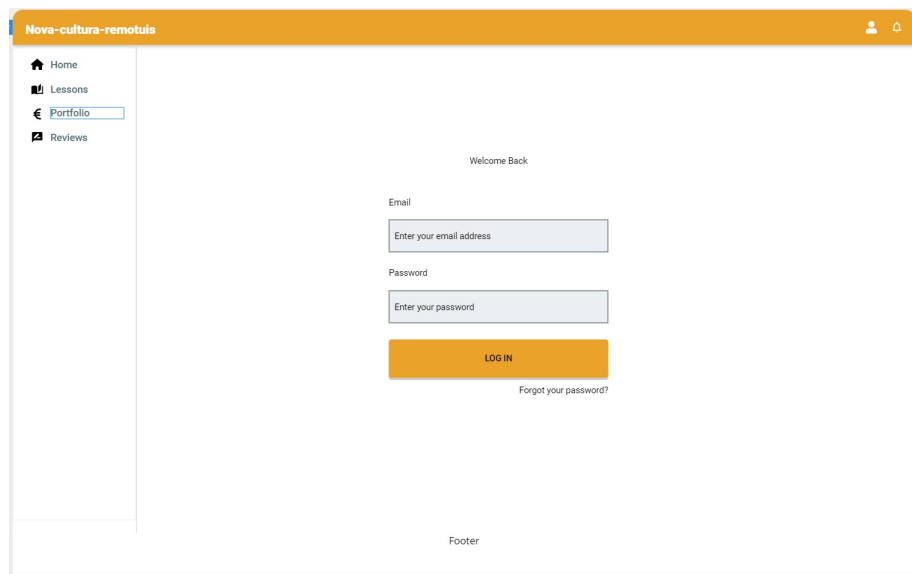 Nova-cultura-remotuis
Home
Lessons
€ Portfolio
Reviews
Welcome Back
Email
Enter your email address
Password
Enter your password
LOG IN
Forgot your password?
Footer